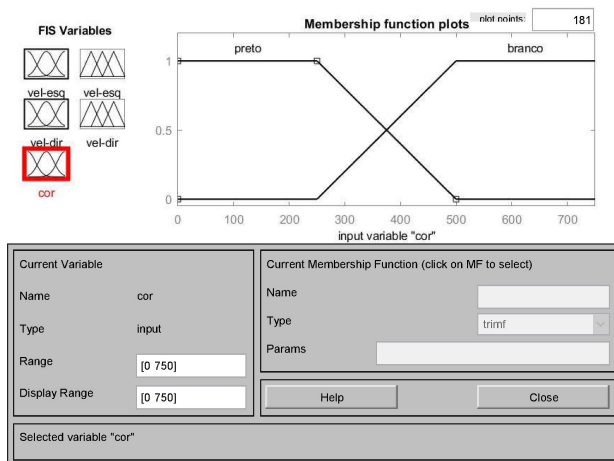 FIS Variables
Membership function plots
plot points:
181
vel-esq
vel-esq
vel-dir
vel-dir
cor
preto
branco
1
0.5
0
0
100
200
300
400
500
600
700
input variable "cor"
Current Variable
Name
cor
Type
input
Range
[0 750]
Display Range
[0 750]
Current Membership Function (click on MF to select)
Name
Type
trimf
Params
Help
Close
Selected variable "cor"